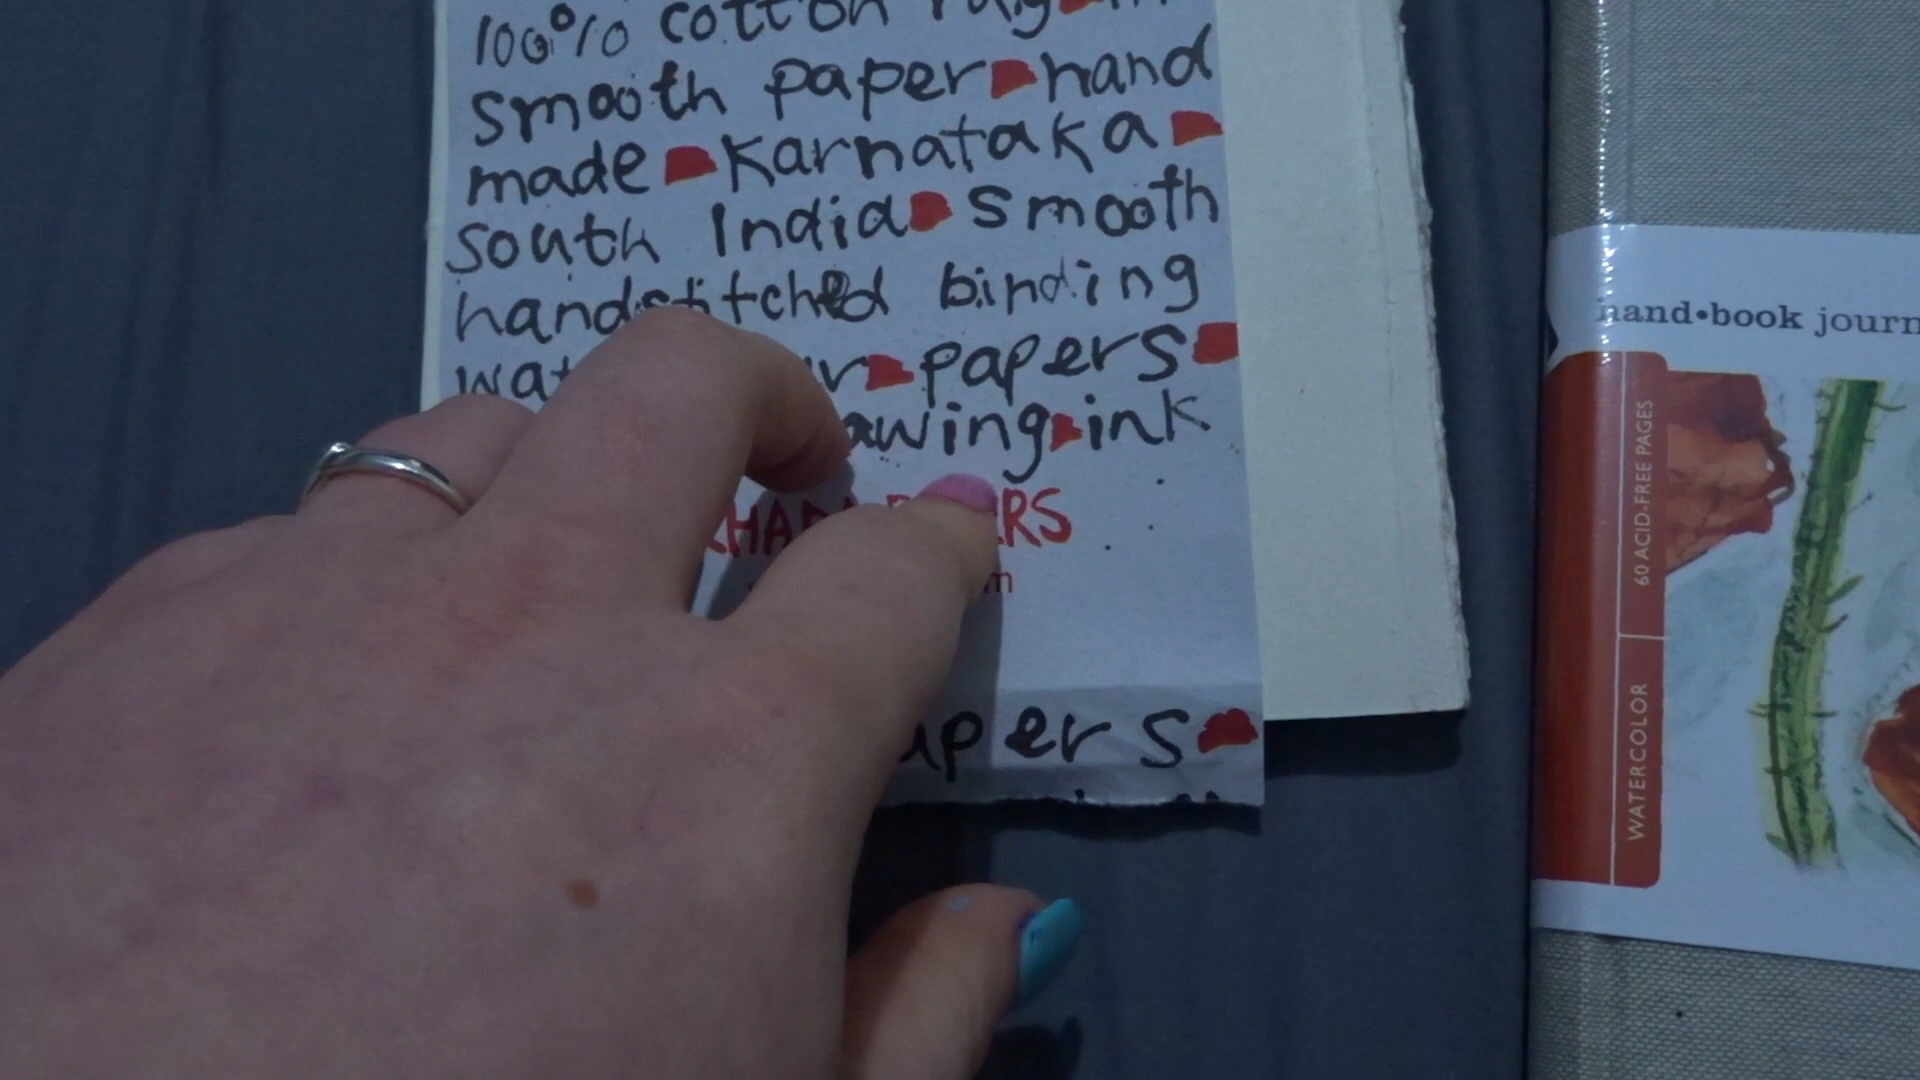 100% cotton rag
smooth paper hand
made Karnataka
South India smooth
handstitched binding
papers
ink
hand•book journ
60 ACID-FREE PAGES
WATERCOLOR